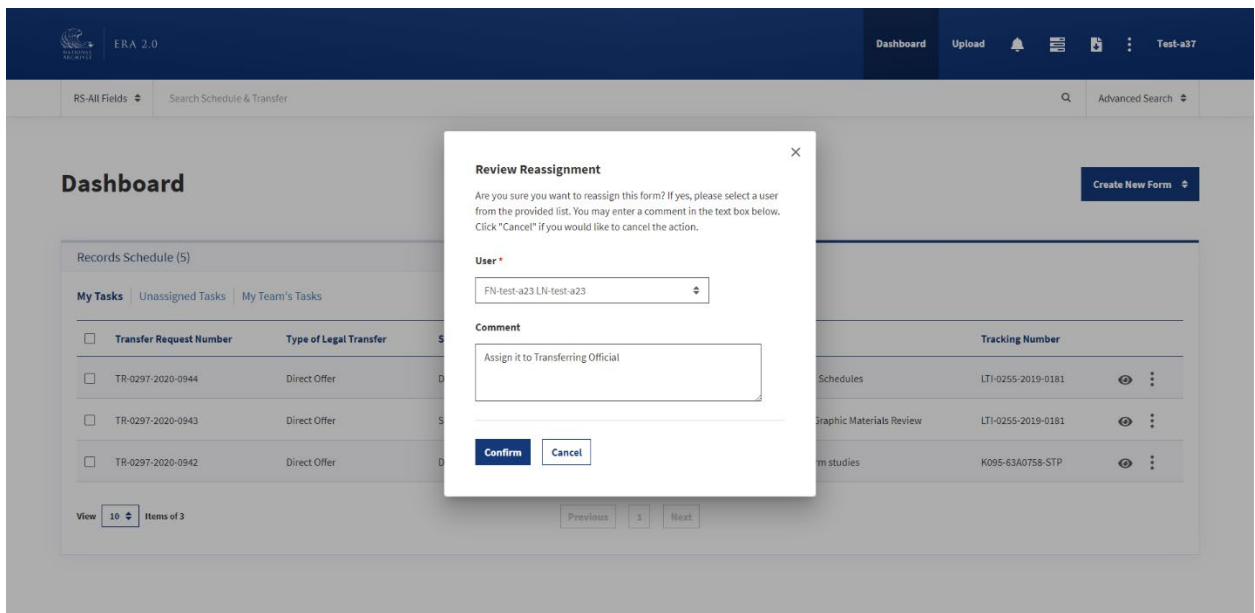 NATIONAL
ARCHIVES
ERA 2.0
Dashboard
Upload
Test-a37
RS-All Fields
Search Schedule & Transfer
Advanced Search
Dashboard
Create New Form
Review Reassignment
Are you sure you want to reassign this form? If yes, please select a user
from the provided list. You may enter a comment in the text box below.
Click "Cancel" if you would like to cancel the action.
User *
FN-test-a23 LN-test-a23
Comment
Assign it to Transferring Official
Confirm
Cancel
Records Schedule (5)
My Tasks
Unassigned Tasks
My Team's Tasks
Transfer Request Number
Type of Legal Transfer
S
Tracking Number
TR-0297-2020-0944
Direct Offer
D
Schedules
LTI-0255-2019-0181
TR-0297-2020-0943
Direct Offer
S
Graphic Materials Review
LTI-0255-2019-0181
TR-0297-2020-0942
Direct Offer
D
rm studies
K095-63A0758-STP
View
10
Items of 3
Previous
1
Next